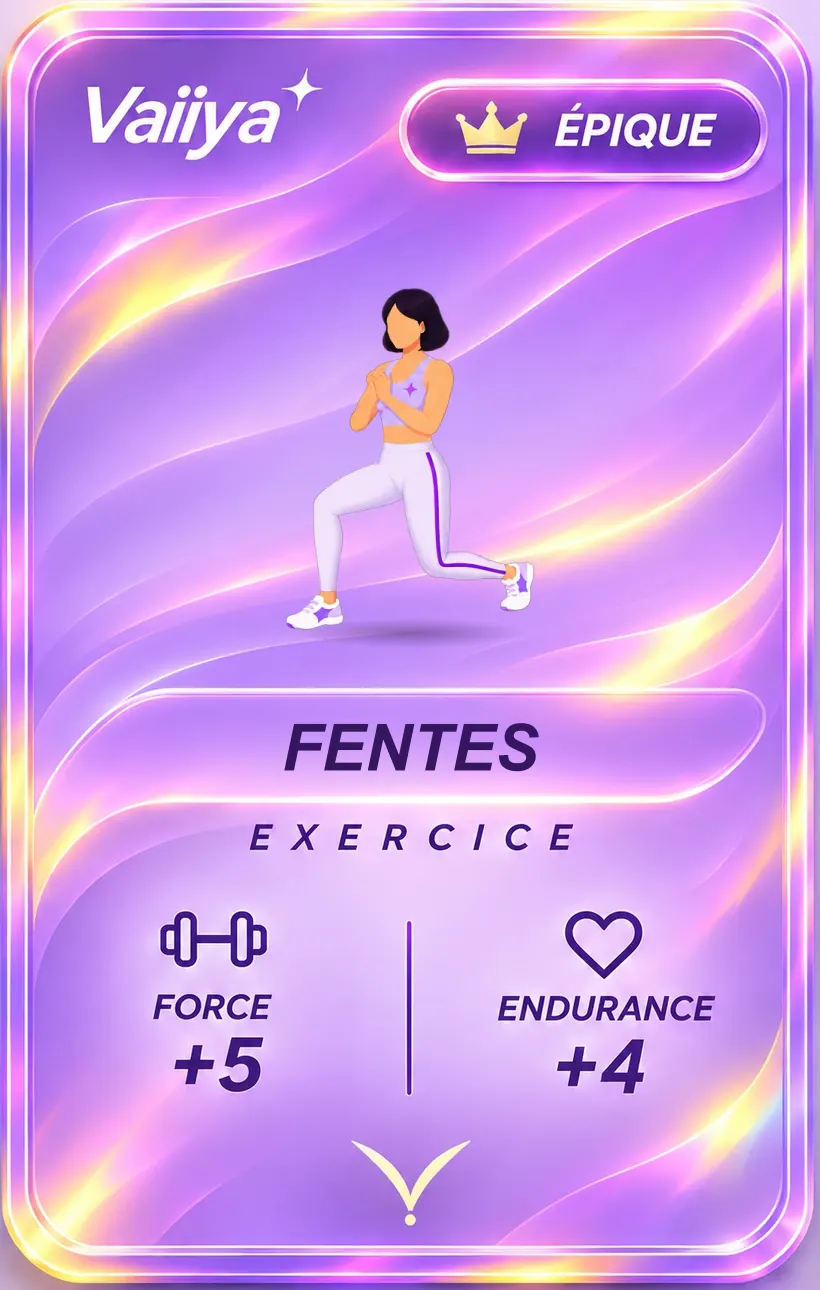 Vaiiya
ÉPIQUE
FENTES
EXERCICE
FORCE
+5
ENDURANCE
+4